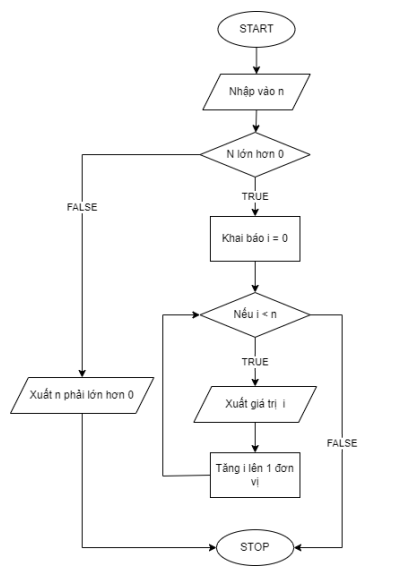 START
Nhập vào n
N lớn hơn 0
FALSE
TRUE
Khai báo i = 0
Nếu i < n
TRUE
Xuất n phải lớn hơn 0
Xuất giá trị i
FALSE
Tăng i lên 1 đơn
vị
STOP